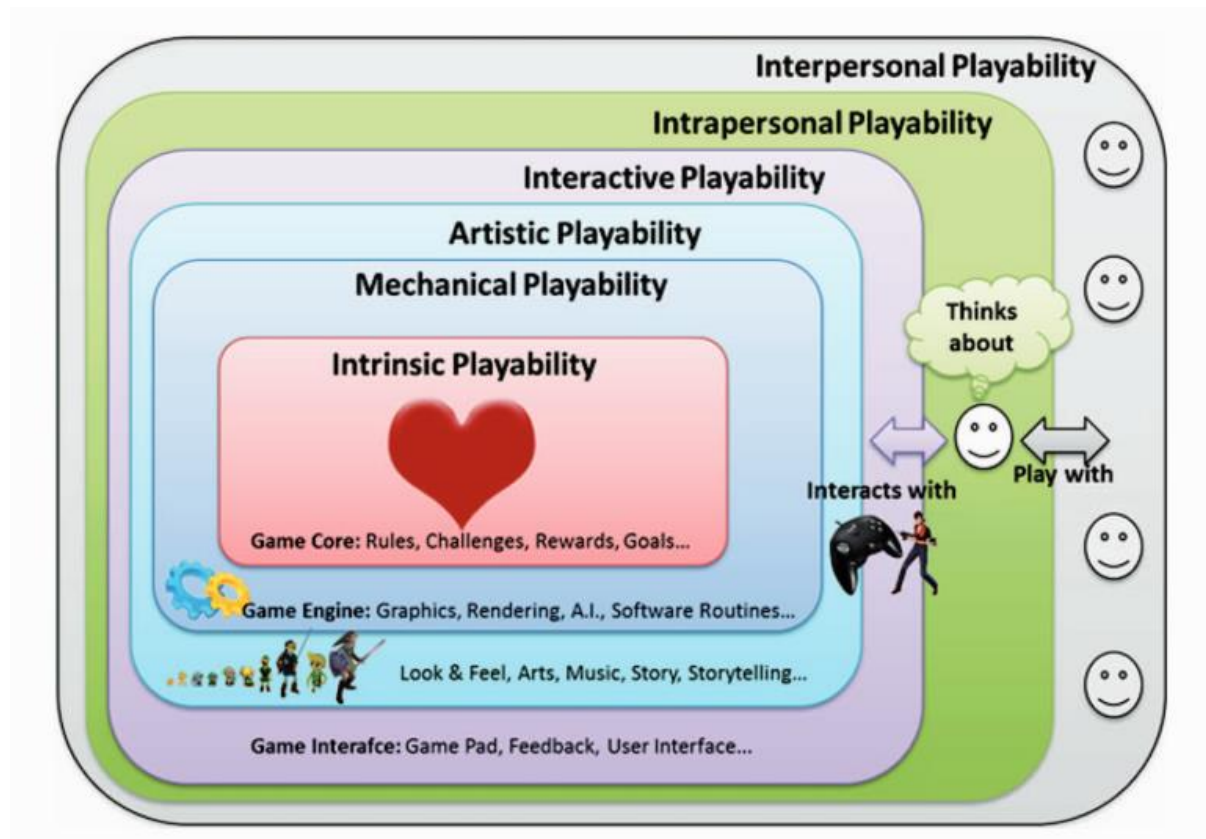 Interpersonal Playability
Intrapersonal Playability
Interactive Playability
Artistic Playability
Mechanical Playability
Intrinsic Playability
Thinks
about
Interacts with
Play with
Game Core: Rules, Challenges, Rewards, Goals...
Game Engine: Graphics, Rendering, A.I., Software Routines...
Look & Feel, Arts, Music, Story, Storytelling...
Game Interafce: Game Pad, Feedback, User Interface...